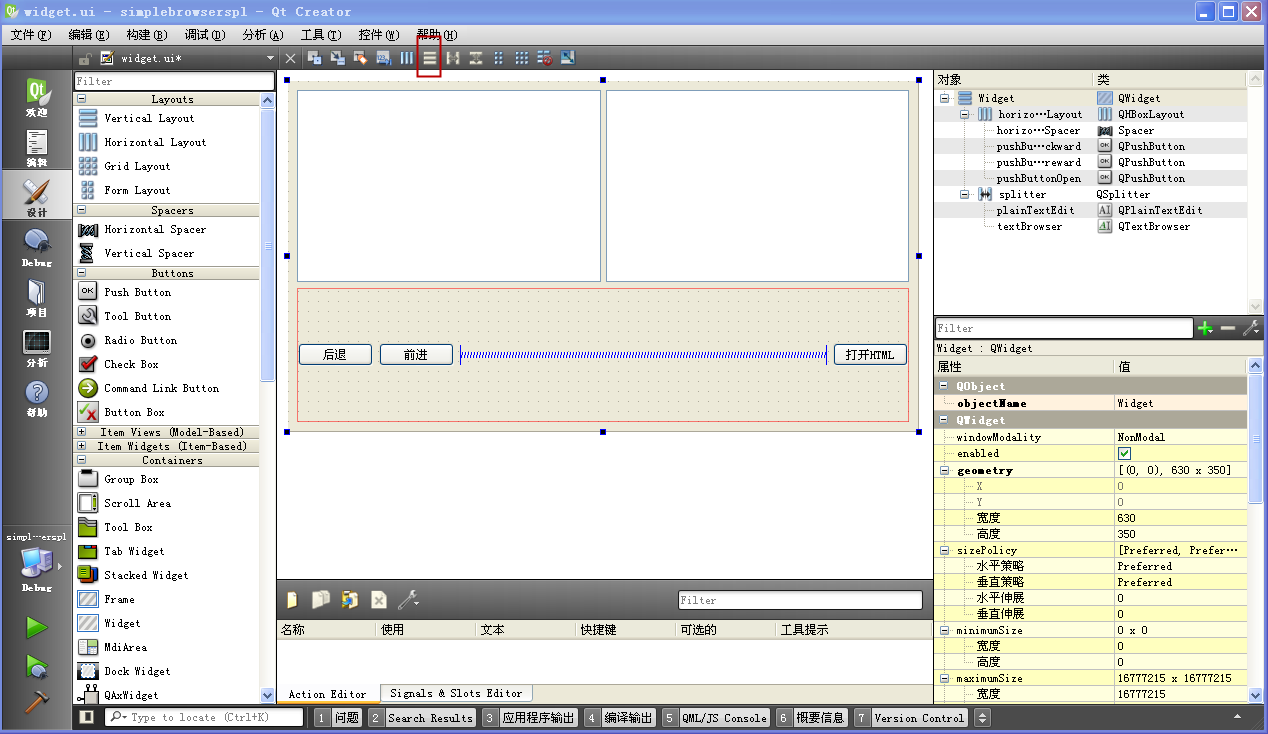 widget.ui - simplebrowserspl - Qt Creator
文件(F) 编辑(E) 构建(B) 调试(D) 分析(A) 工具(T) 控件(W) 帮助(H)
widget.ui*
欢迎
编辑
设计
Debug
项目
分析
帮助
simpl···erspl
Debug
Filter
Layouts
Vertical Layout
Horizontal Layout
Grid Layout
Form Layout
Spacers
Horizontal Spacer
Vertical Spacer
Buttons
OK Push Button
Tool Button
Radio Button
Check Box
Command Link Button
Button Box
Item Views (Model-Based)
Item Widgets (Item-Based)
Containers
Group Box
Scroll Area
Tool Box
Tab Widget
Stacked Widget
Frame
Widget
MdiArea
Dock Widget
QAxWidget
后退 前进 打开HTML
Filter
名称 使用 文本 快捷键 可选的 工具提示
Action Editor Signals & Slots Editor
对象 类
Widget QWidget
horizo···Layout QHBoxLayout
horizo···Spacer Spacer
pushBu···ckward OK QPushButton
pushBu···reward OK QPushButton
pushButtonOpen OK QPushButton
splitter QSplitter
plainTextEdit AI QPlainTextEdit
textBrowser AI QTextBrowser
Filter
Widget : QWidget
属性 值
QObject
objectName Widget
QWidget
windowModality NonModal
enabled
geometry [(0, 0), 630 x 350]
X 0
Y 0
宽度 630
高度 350
sizePolicy [Preferred, Prefer···
水平策略 Preferred
垂直策略 Preferred
水平伸展 0
垂直伸展 0
minimumSize 0 x 0
宽度 0
高度 0
maximumSize 16777215 x 16777215
宽度 16777215
Type to locate (Ctrl+K) 1 问题 2 Search Results 3 应用程序输出 4 编译输出 5 QML/JS Console 6 概要信息 7 Version Control